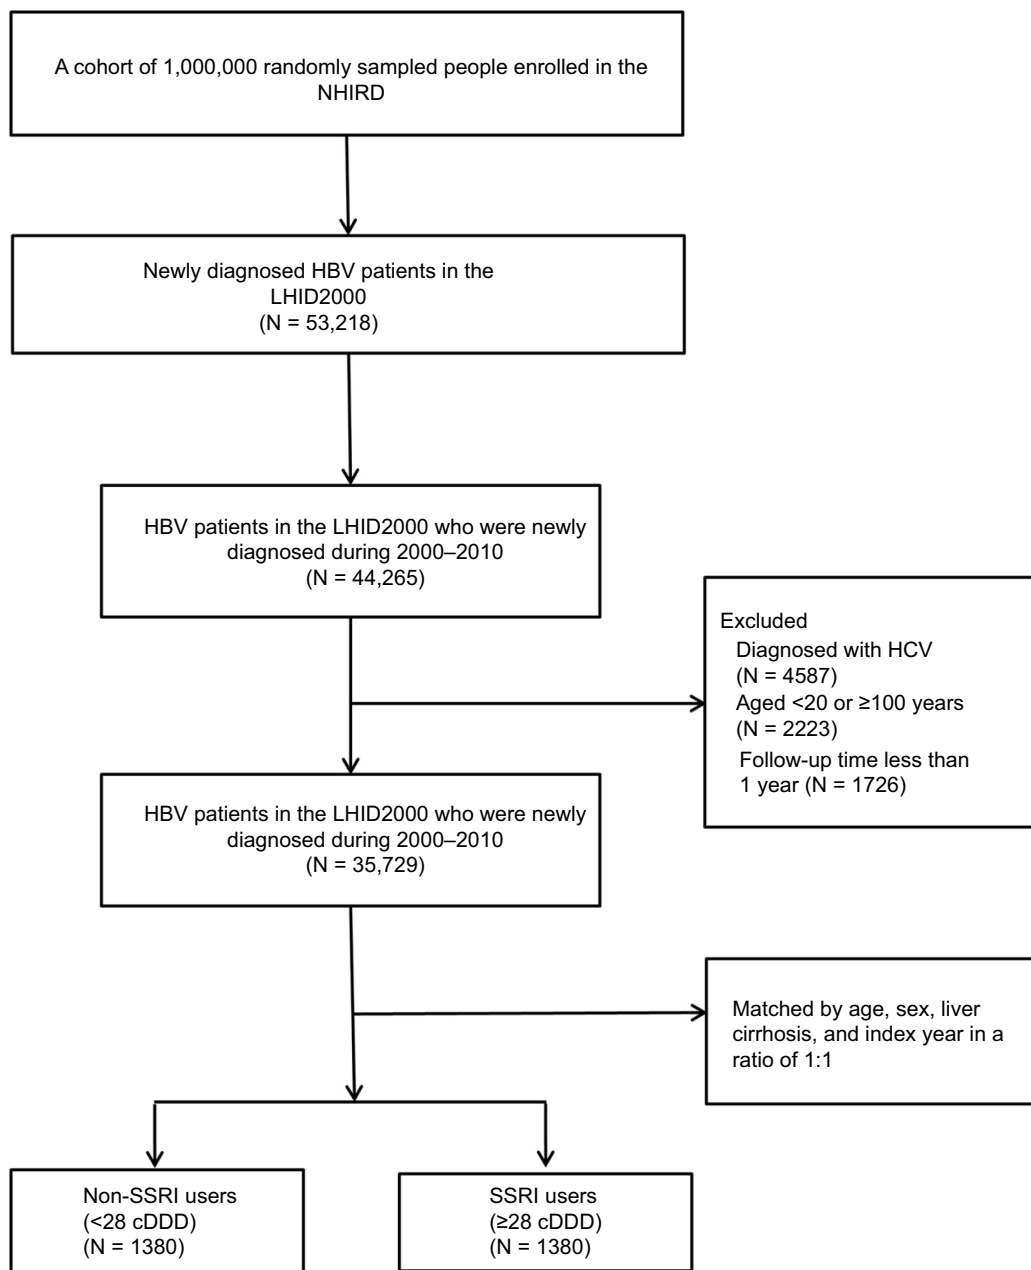 A cohort of 1,000,000 randomly sampled people enrolled in the
NHIRD
Newly diagnosed HBV patients in the
LHID2000
(N = 53,218)
HBV patients in the LHID2000 who were newly
diagnosed during 2000–2010
(N = 44,265)
Excluded
Diagnosed with HCV
(N = 4587)
Aged <20 or ≥100 years
(N = 2223)
Follow-up time less than
1 year (N = 1726)
HBV patients in the LHID2000 who were newly
diagnosed during 2000–2010
(N = 35,729)
Matched by age, sex, liver
cirrhosis, and index year in a
ratio of 1:1
Non-SSRI users
(<28 cDDD)
(N = 1380)
SSRI users
(≥28 cDDD)
(N = 1380)